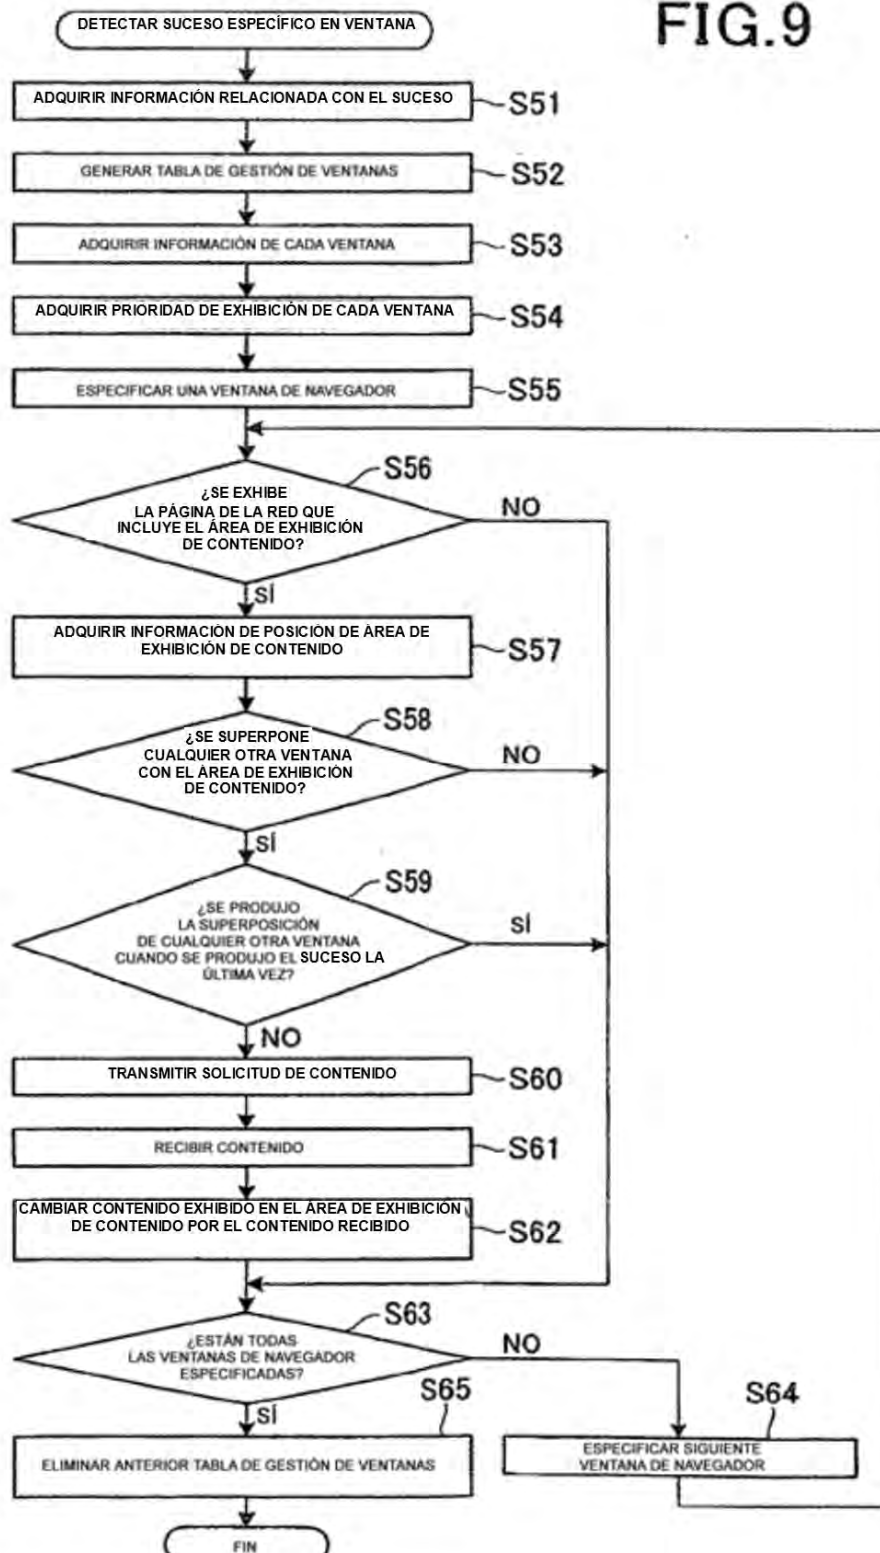 FIG.9
DETECTAR SUCESO ESPECÍFICO EN VENTANA
ADQUIRIR INFORMACIÓN RELACIONADA CON EL SUCESO
S51
GENERAR TABLA DE GESTIÓN DE VENTANAS
S52
ADQUIRIR INFORMACIÓN DE CADA VENTANA
S53
ADQUIRIR PRIORIDAD DE EXHIBICIÓN DE CADA VENTANA
S54
ESPECIFICAR UNA VENTANA DE NAVEGADOR
S55
S56
¿SE EXHIBE
LA PÁGINA DE LA RED QUE
INCLUYE EL ÁREA DE EXHIBICIÓN
DE CONTENIDO?
NO
SÍ
ADQUIRIR INFORMACIÓN DE POSICIÓN DE ÁREA DE
EXHIBICIÓN DE CONTENIDO
S57
S58
¿SE SUPERPONE
CUALQUIER OTRA VENTANA
CON EL ÁREA DE EXHIBICIÓN
DE CONTENIDO?
NO
SÍ
S59
¿SE PRODUJO
LA SUPERPOSICIÓN
DE CUALQUIER OTRA VENTANA
CUANDO SE PRODUJO EL SUCESO LA
ÚLTIMA VEZ?
SÍ
NO
TRANSMITIR SOLICITUD DE CONTENIDO
S60
RECIBIR CONTENIDO
S61
CAMBIAR CONTENIDO EXHIBIDO EN EL ÁREA DE EXHIBICIÓN
DE CONTENIDO POR EL CONTENIDO RECIBIDO
S62
S63
¿ESTÁN TODAS
LAS VENTANAS DE NAVEGADOR
ESPECIFICADAS?
NO
SÍ
S65
ELIMINAR ANTERIOR TABLA DE GESTIÓN DE VENTANAS
S64
ESPECIFICAR SIGUIENTE
VENTANA DE NAVEGADOR
FIN